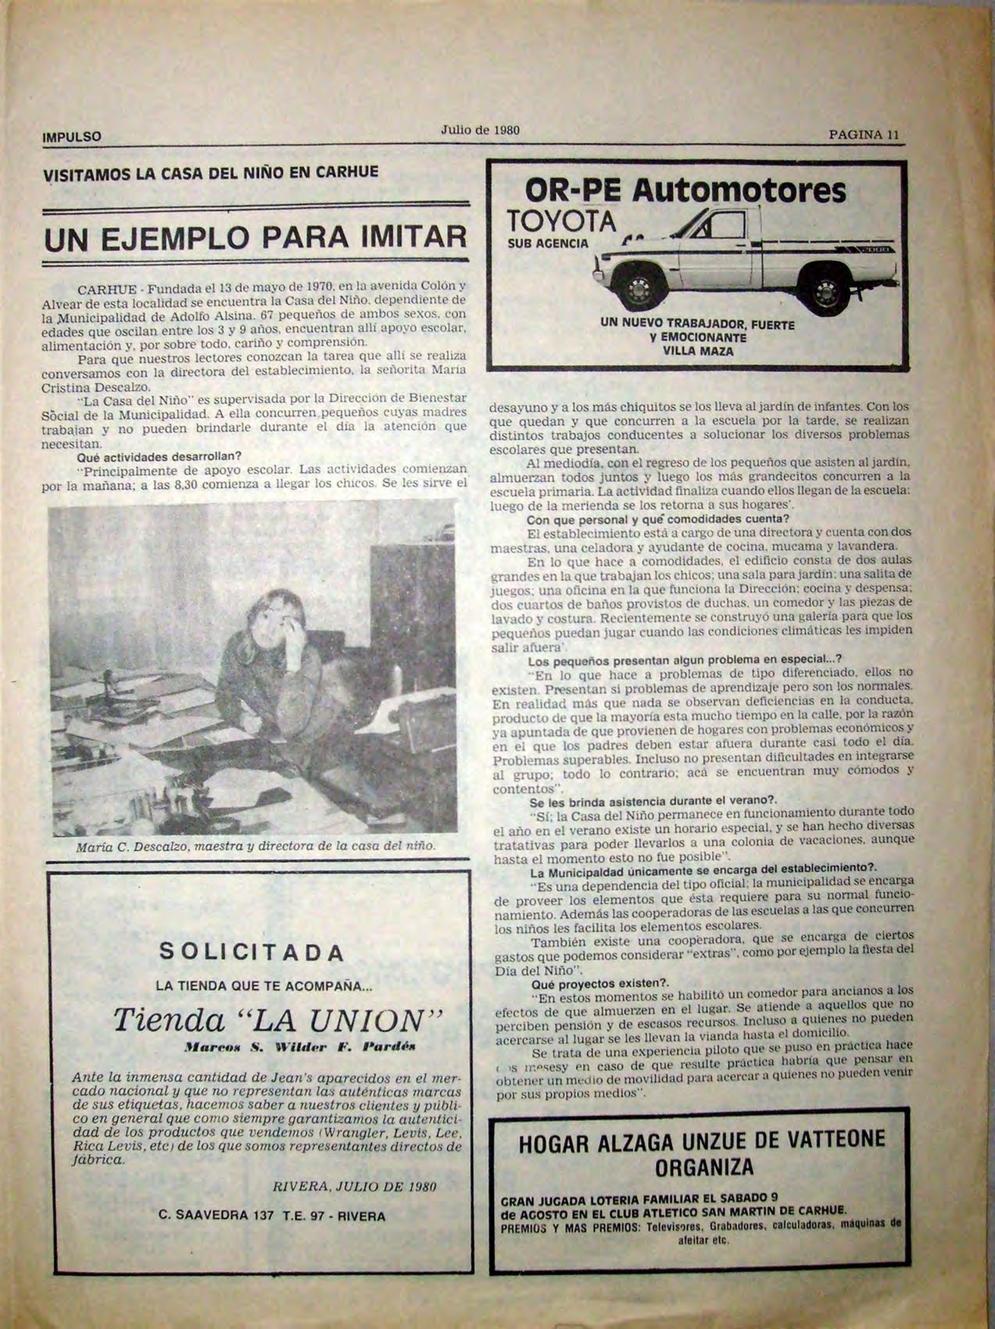 IMPULSO
Julio de 1980
PAGINA 11
VISITAMOS LA CASA DEL NIÑO EN CARHUE
UN EJEMPLO PARA IMITAR
CARHUE - Fundada el 13 de mayo de 1970, en la avenida Colón y
Alvear de esta localidad se encuentra la Casa del Niño, dependiente de
la Municipalidad de Adolfo Alsina. 67 pequeños de ambos sexos, con
edades que oscilan entre los 3 y 9 años, encuentran allí apoyo escolar,
alimentación y, por sobre todo, cariño y comprensión.
Para que nuestros lectores conozcan la tarea que allí se realiza
conversamos con la directora del establecimiento, la señorita María
Cristina Descalzo.
"La Casa del Niño" es supervisada por la Dirección de Bienestar
Social de la Municipalidad. A ella concurren pequeños cuyas madres
trabajan y no pueden brindarle durante el día la atención que
necesitan.
Qué actividades desarrollan?
"Principalmente de apoyo escolar. Las actividades comienzan
por la mañana; a las 8,30 comienza a llegar los chicos. Se les sirve el
María C. Descalzo, maestra y directora de la casa del niño.
SOLICITADA
LA TIENDA QUE TE ACOMPAÑA...
Tienda "LA UNION"
Marcos S. Wilder F. Pardés
Ante la inmensa cantidad de Jean's aparecidos en el mer-
cado nacional y que no representan las auténticas marcas
de sus etiquetas, hacemos saber a nuestros clientes y públi-
co en general que como siempre garantizamos la autentici-
dad de los productos que vendemos (Wrangler, Levis, Lee,
Rica Levis, etc) de los que somos representantes directos de
fábrica.
RIVERA, JULIO DE 1980
C. SAAVEDRA 137 T.E. 97 - RIVERA
OR-PE Automotores
TOYOTA
SUB AGENCIA
2000
UN NUEVO TRABAJADOR, FUERTE
y EMOCIONANTE
VILLA MAZA
desayuno y a los más chiquitos se los lleva al jardín de infantes. Con los
que quedan y que concurren a la escuela por la tarde, se realizan
distintos trabajos conducentes a solucionar los diversos problemas
escolares que presentan.
Al mediodía, con el regreso de los pequeños que asisten al jardín,
almuerzan todos juntos y luego los más grandecitos concurren a la
escuela primaria. La actividad finaliza cuando ellos llegan de la escuela:
luego de la merienda se los retorna a sus hogares'.
Con que personal y qué comodidades cuenta?
El establecimiento está a cargo de una directora y cuenta con dos
maestras, una celadora y ayudante de cocina, mucama y lavandera.
En lo que hace a comodidades, el edificio consta de dos aulas
grandes en la que trabajan los chicos; una sala para jardín; una salita de
juegos; una oficina en la que funciona la Dirección; cocina y despensa;
dos cuartos de baños provistos de duchas, un comedor y las piezas de
lavado y costura. Recientemente se construyó una galería para que los
pequeños puedan jugar cuando las condiciones climáticas les impiden
salir afuera'
Los pequeños presentan algun problema en especial...?
"En lo que hace a problemas de tipo diferenciado, ellos no
existen. Presentan si problemas de aprendizaje pero son los normales.
En realidad más que nada se observan deficiencias en la conducta,
producto de que la mayoría esta mucho tiempo en la calle, por la razón
ya apuntada de que provienen de hogares con problemas económicos y
en el que los padres deben estar afuera durante casi todo el día.
Problemas superables. Incluso no presentan dificultades en integrarse
al grupo; todo lo contrario; acá se encuentran muy cómodos y
contentos".
Se les brinda asistencia durante el verano?.
"Sí; la Casa del Niño permanece en funcionamiento durante todo
el año en el verano existe un horario especial, y se han hecho diversas
tratativas para poder llevarlos a una colonia de vacaciones, aunque
hasta el momento esto no fue posible".
La Municipaldad únicamente se encarga del establecimiento?.
"Es una dependencia del tipo oficial; la municipalidad se encarga
de proveer los elementos que ésta requiere para su normal funcio-
namiento. Además las cooperadoras de las escuelas a las que concurren
los niños les facilita los elementos escolares.
También existe una cooperadora, que se encarga de ciertos
gastos que podemos considerar "extras", como por ejemplo la fiesta del
Día del Niño".
Qué proyectos existen?.
"En estos momentos se habilitó un comedor para ancianos a los
efectos de que almuerzen en el lugar. Se atiende a aquellos que no
perciben pensión y de escasos recursos. Incluso a quienes no pueden
acercarse al lugar se les llevan la vianda hasta el domicilio.
Se trata de una experiencia piloto que se puso en práctica hace
mesesy en caso de que resulte práctica habría que pensar en
obtener un medio de movilidad para acercar a quienes no pueden venir
por sus propios medios".
HOGAR ALZAGA UNZUE DE VATTEONE
ORGANIZA
GRAN JUGADA LOTERIA FAMILIAR EL SABADO 9
de AGOSTO EN EL CLUB ATLETICO SAN MARTIN DE CARHUE.
PREMIOS Y MAS PREMIOS: Televisores, Grabadores, calculadoras, máquinas de
afeitar etc.